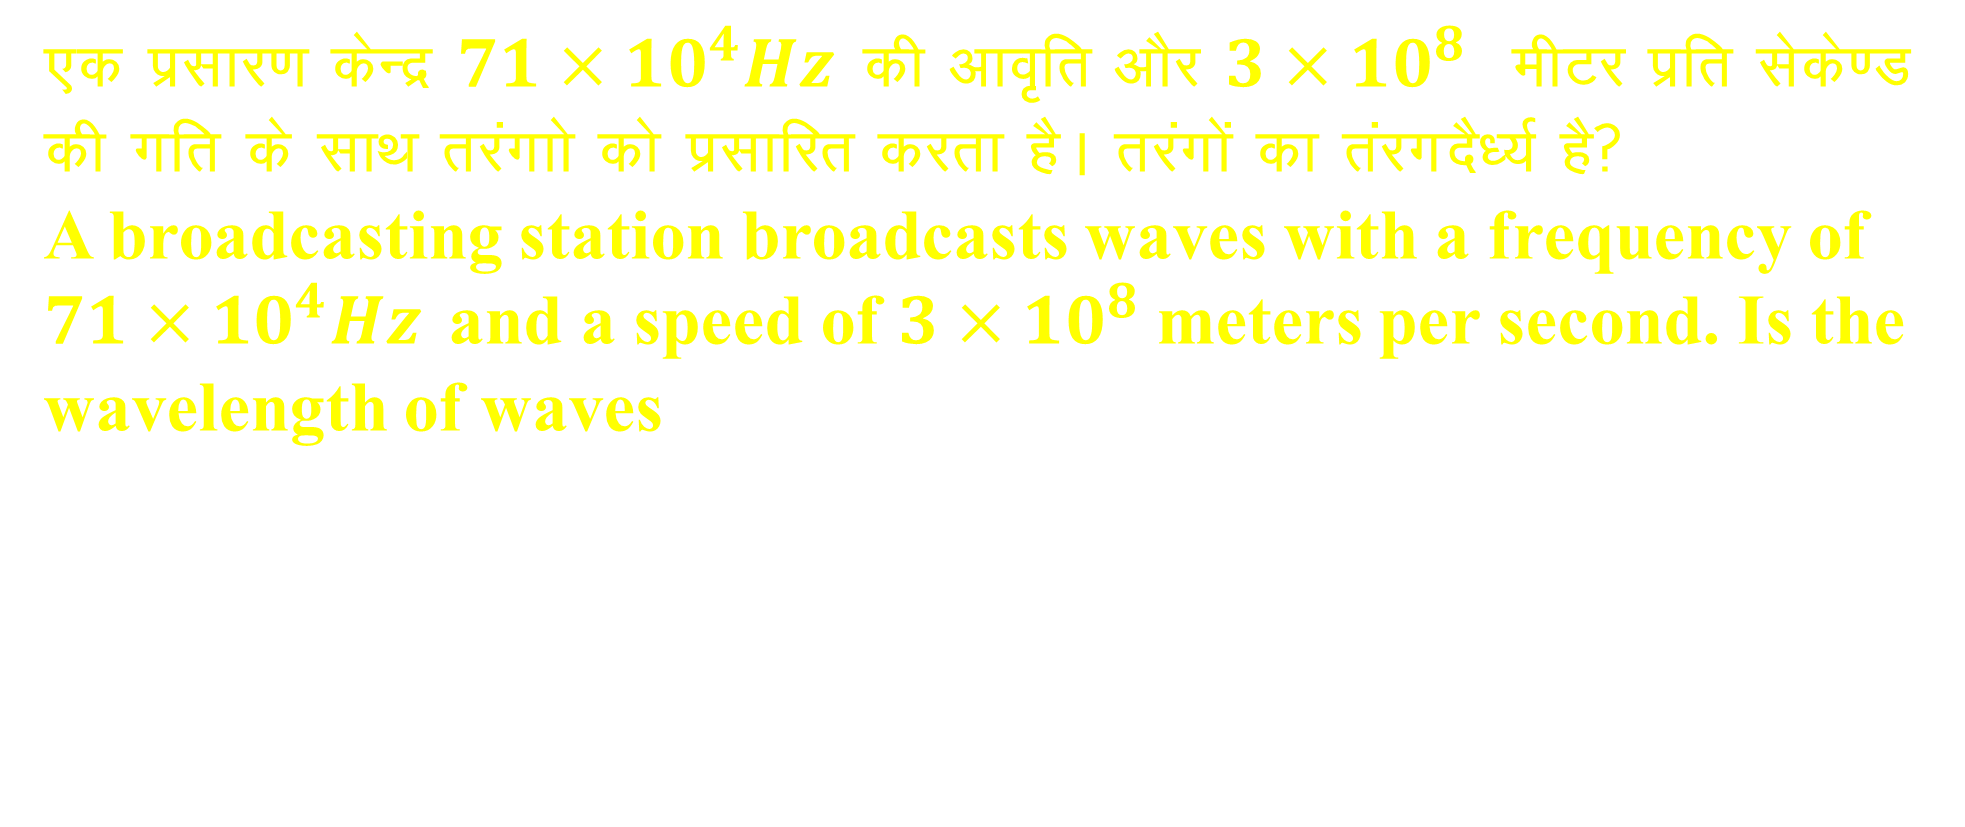 एक प्रसारण केन्द्र 71 × 10⁴Hz की आवृति और 3 × 10⁸ मीटर प्रति सेकेण्ड
की गति के साथ तरंगाो को प्रसारित करता है। तरंगों का तंरगदैर्ध्य है?
A broadcasting station broadcasts waves with a frequency of
71 × 10⁴Hz and a speed of 3 × 10⁸ meters per second. Is the
wavelength of waves